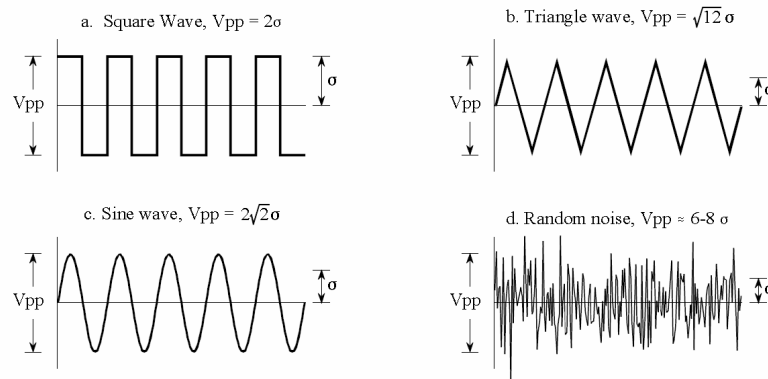 a. Square Wave, Vpp = 2σ
Vpp
σ
b. Triangle wave, Vpp = √12 σ
Vpp
σ
c. Sine wave, Vpp = 2√2σ
Vpp
σ
d. Random noise, Vpp ≈ 6-8 σ
Vpp
σ